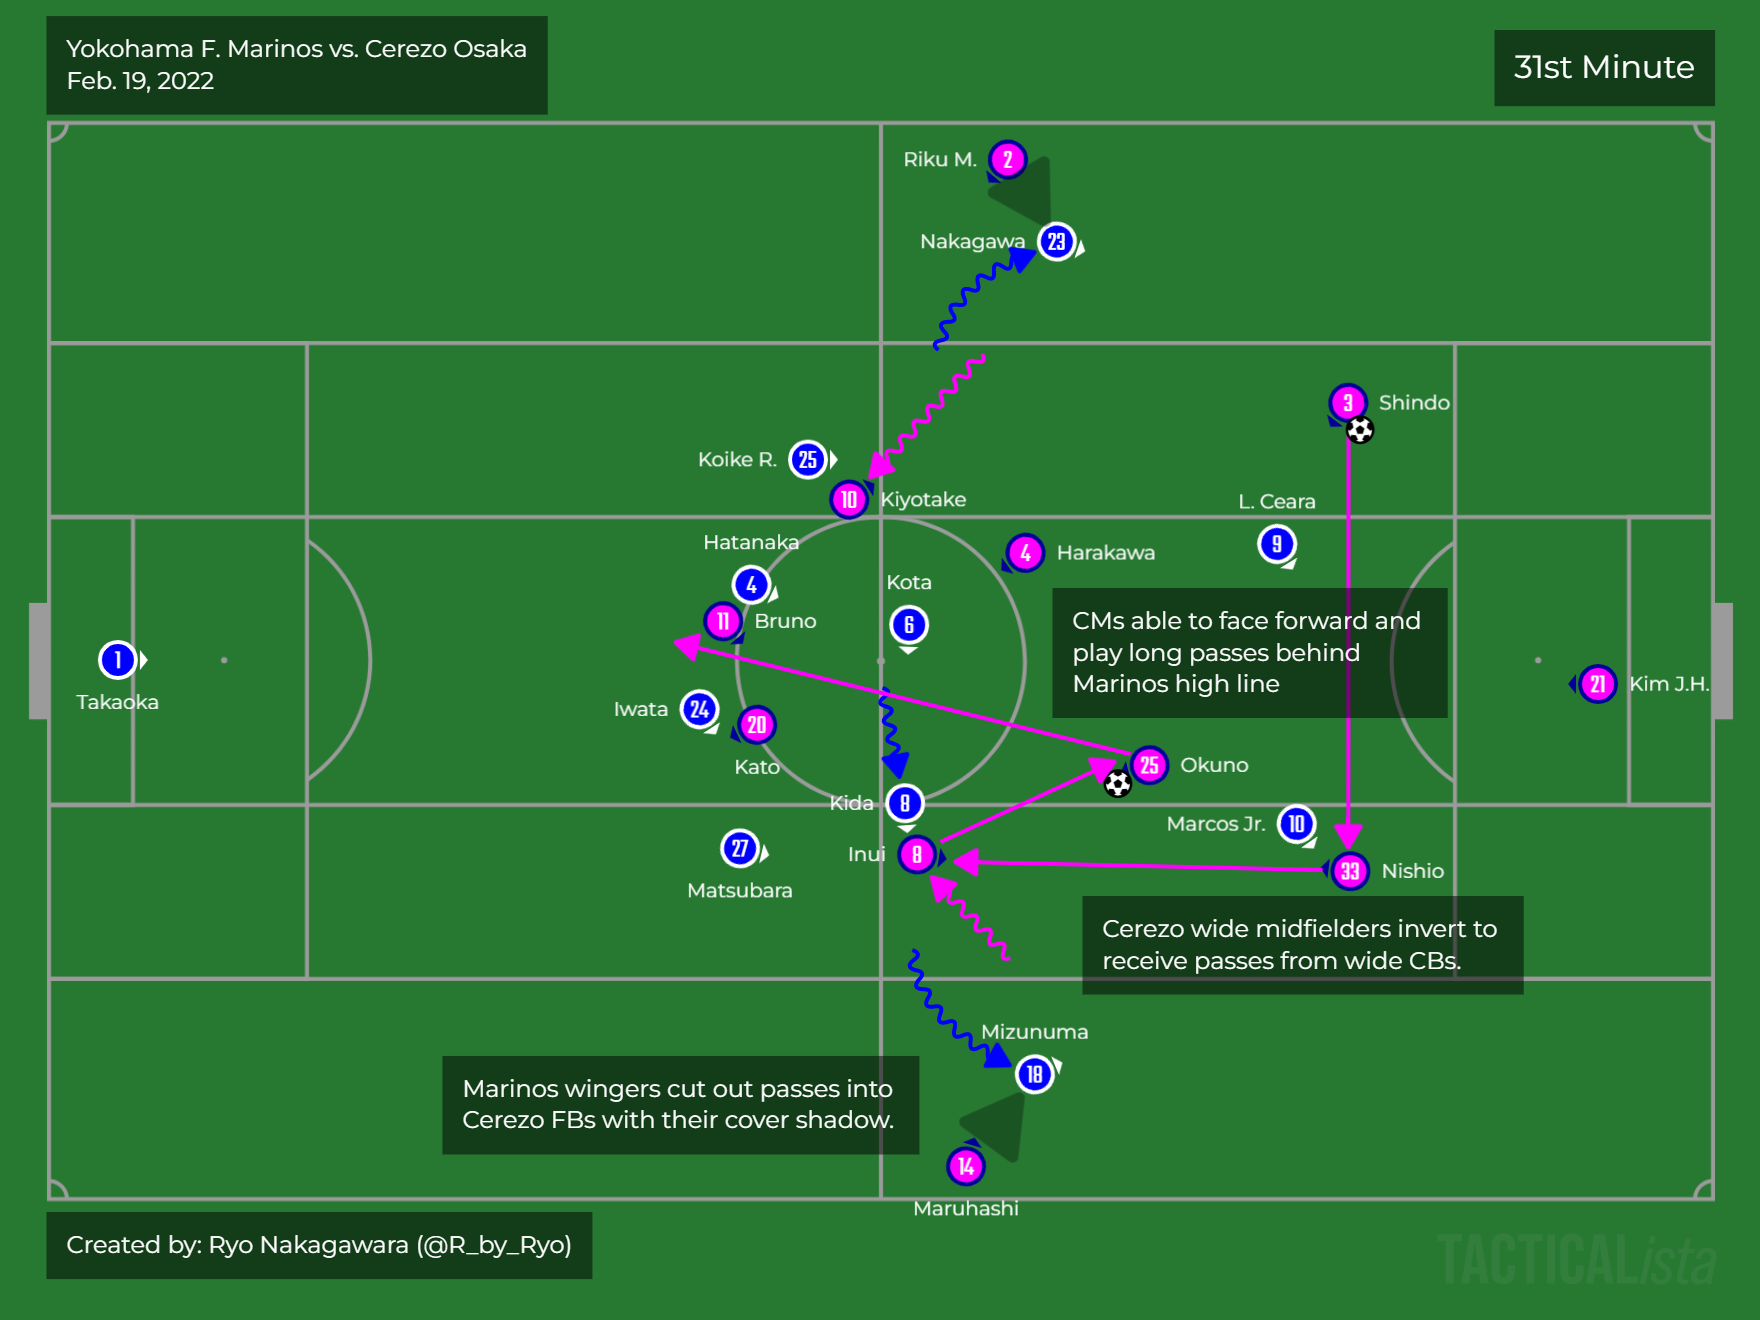 Yokohama F. Marinos vs. Cerezo Osaka
Feb. 19, 2022
31st Minute
Riku M.
2
Nakagawa
23
3
Shindo
Koike R.
25
10
Kiyotake
L. Ceara
9
Hatanaka
4
4
Harakawa
Kota
6
11
Bruno
CMs able to face forward and
play long passes behind
Marinos high line
1
Takaoka
21
Kim J.H.
Iwata
24
20
Kato
25
Okuno
Kida
8
Marcos Jr.
10
27
Matsubara
Inui
8
33
Nishio
Cerezo wide midfielders invert to
receive passes from wide CBs.
Mizunuma
18
Marinos wingers cut out passes into
Cerezo FBs with their cover shadow.
14
Maruhashi
Created by: Ryo Nakagawara (@R_by_Ryo)
TACTICALista